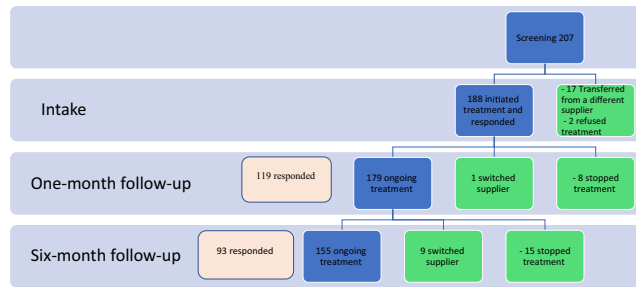 Screening 207
Intake
188 initiated
treatment and
responded
- 17 Transferred
from a different
supplier
- 2 refused
treatment
One-month follow-up
119 responded
179 ongoing
treatment
1 switched
supplier
- 8 stopped
treatment
Six-month follow-up
93 responded
155 ongoing
treatment
9 switched
supplier
- 15 stopped
treatment